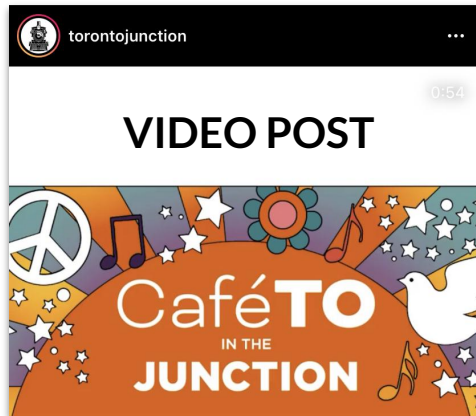 torontojunction
0:54
VIDEO POST
CaféTO
IN THE
JUNCTION